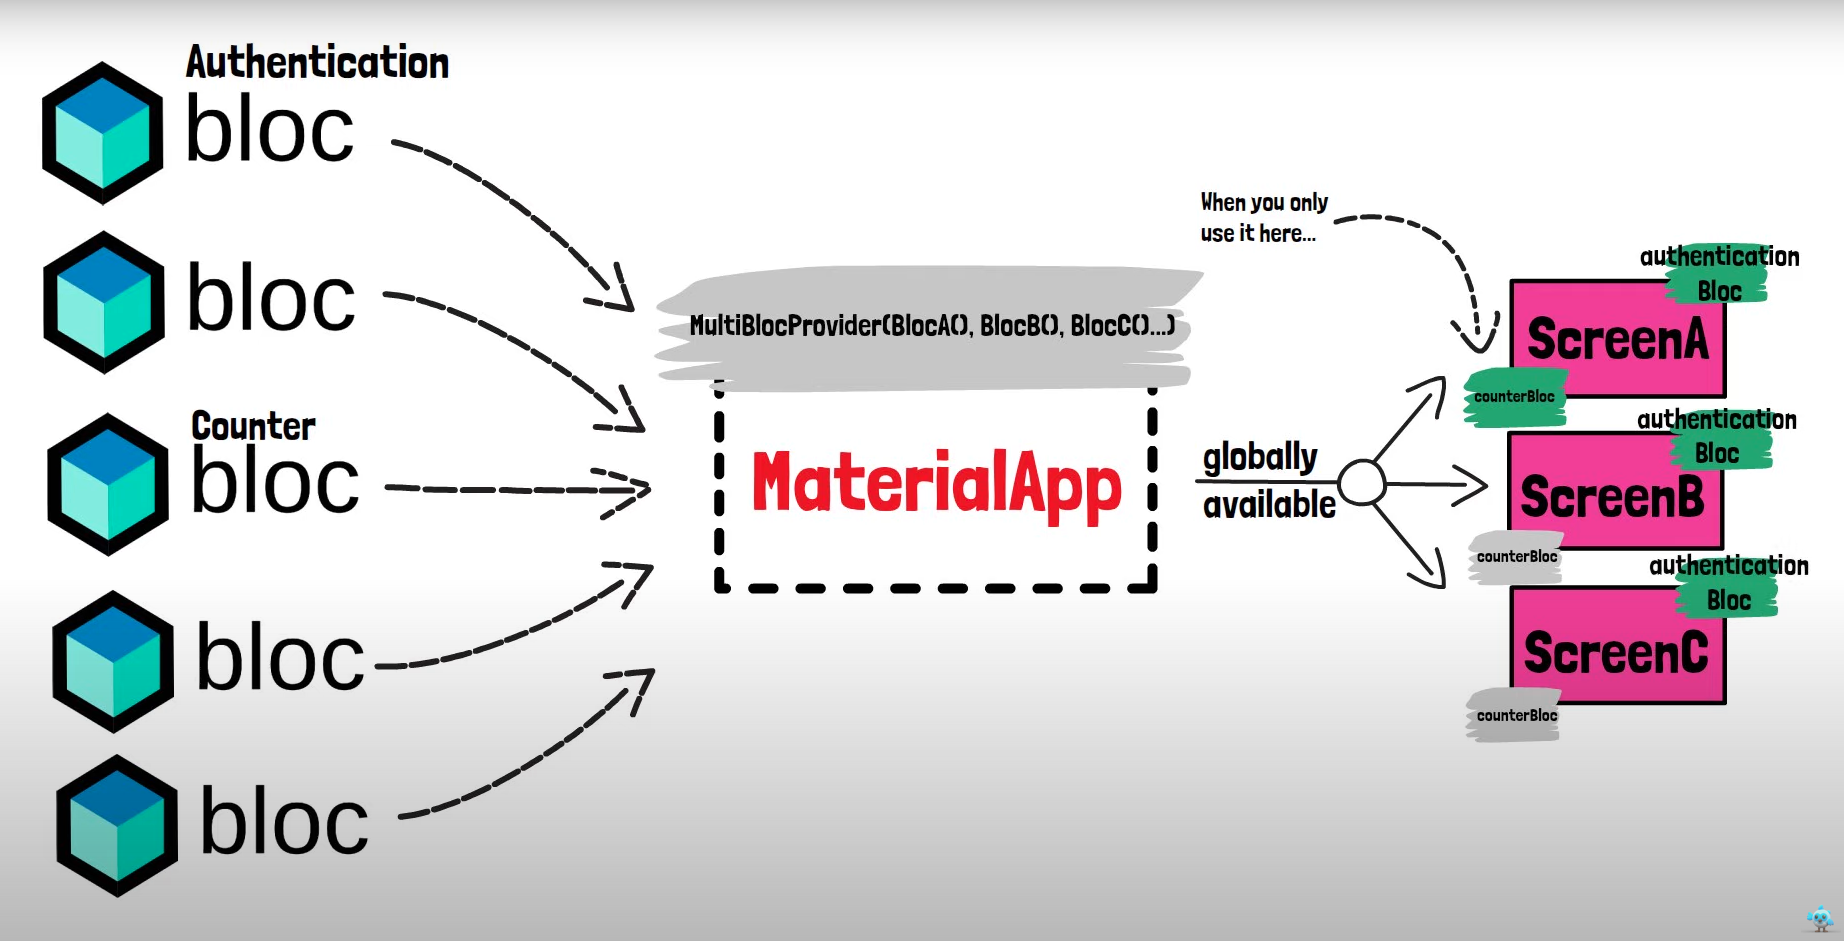 Authentication
bloc
bloc
Counter
bloc
bloc
bloc
MultiBlocProvider(BlocA(), BlocB(), BlocC()...)
MaterialApp
globally
available
When you only
use it here...
authentication
Bloc
ScreenA
counterBloc
authentication
Bloc
ScreenB
counterBloc
authentication
Bloc
ScreenC
counterBloc